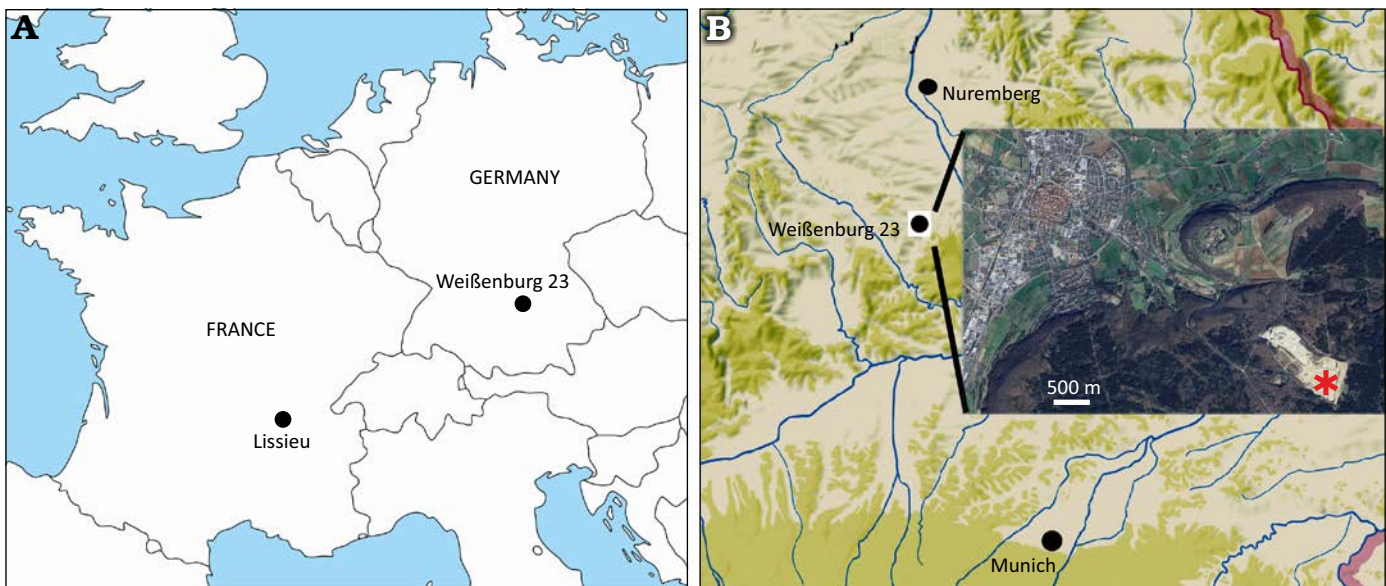 A
GERMANY
Weißenburg 23
FRANCE
Lissieu
B
Nuremberg
Weißenburg 23
500 m
*
Munich